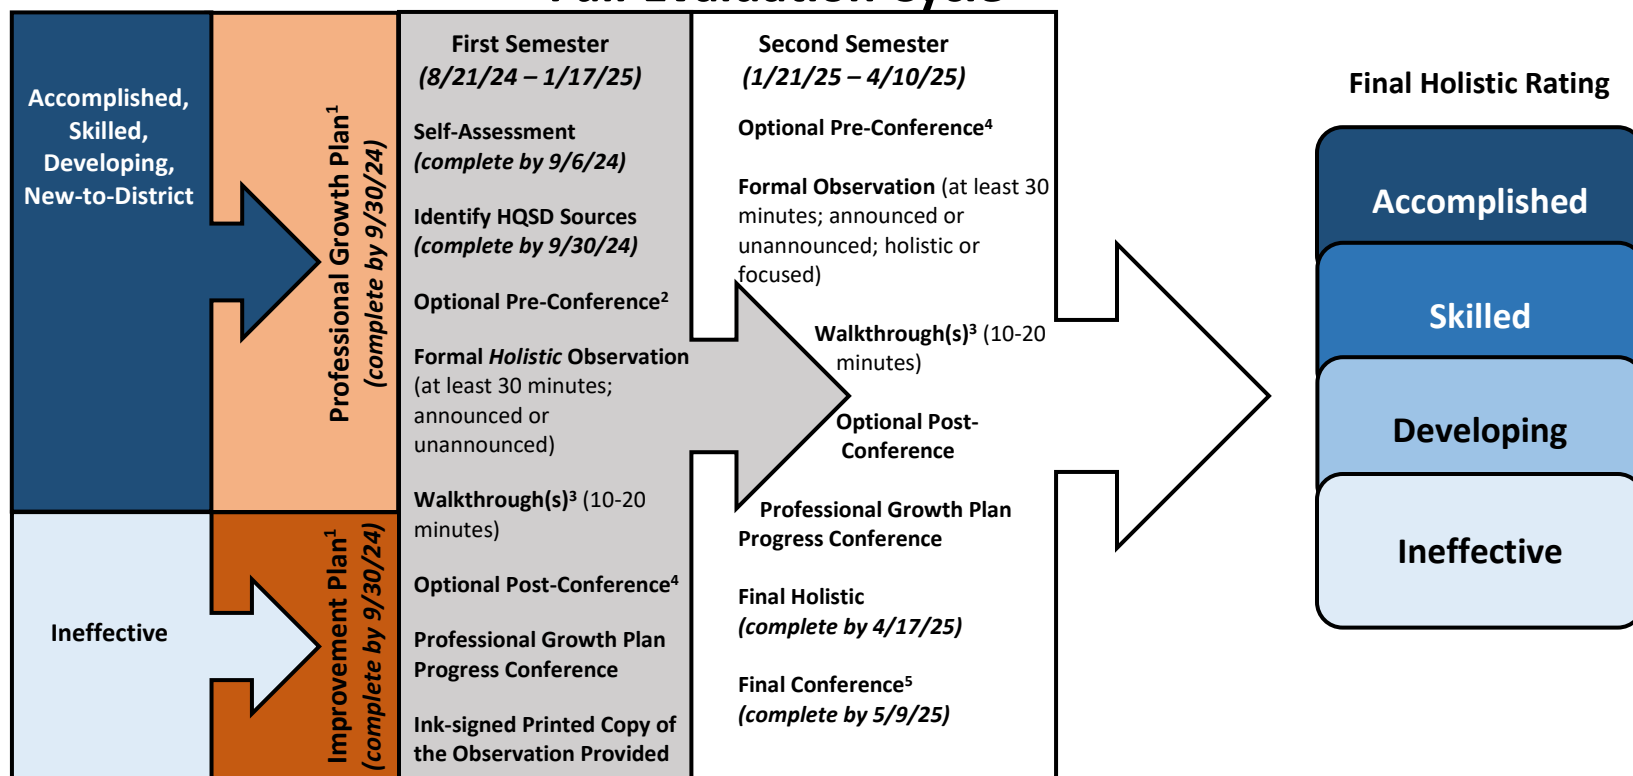 Full Evaluation Cycle
Accomplished,
Skilled,
Developing,
New-to-District
Ineffective
Professional Growth Plan¹
(complete by 9/30/24)
Improvement Plan¹
(complete by 9/30/24)
First Semester
(8/21/24 – 1/17/25)
Self-Assessment
(complete by 9/6/24)
Identify HQSD Sources
(complete by 9/30/24)
Optional Pre-Conference²
Formal Holistic Observation
(at least 30 minutes;
announced or
unannounced)
Walkthrough(s)³ (10-20
minutes)
Optional Post-Conference⁴
Professional Growth Plan
Progress Conference
Ink-signed Printed Copy of
the Observation Provided
Second Semester
(1/21/25 – 4/10/25)
Optional Pre-Conference⁴
Formal Observation (at least 30
minutes; announced or
unannounced; holistic or
focused)
Walkthrough(s)³ (10-20
minutes)
Optional Post-
Conference
Professional Growth Plan
Progress Conference
Final Holistic
(complete by 4/17/25)
Final Conference⁵
(complete by 5/9/25)
Final Holistic Rating
Accomplished
Skilled
Developing
Ineffective